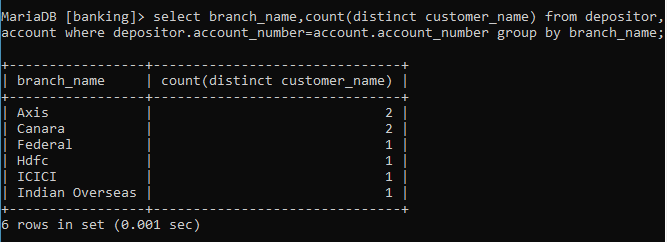 MariaDB [banking]> select branch_name,count(distinct customer_name) from depositor,
account where depositor.account_number=account.account_number group by branch_name;
+-----------------+-------------------------------+
| branch_name     | count(distinct customer_name) |
+-----------------+-------------------------------+
| Axis            |                             2 |
| Canara          |                             2 |
| Federal         |                             1 |
| Hdfc            |                             1 |
| ICICI           |                             1 |
| Indian Overseas |                             1 |
+-----------------+-------------------------------+
6 rows in set (0.001 sec)